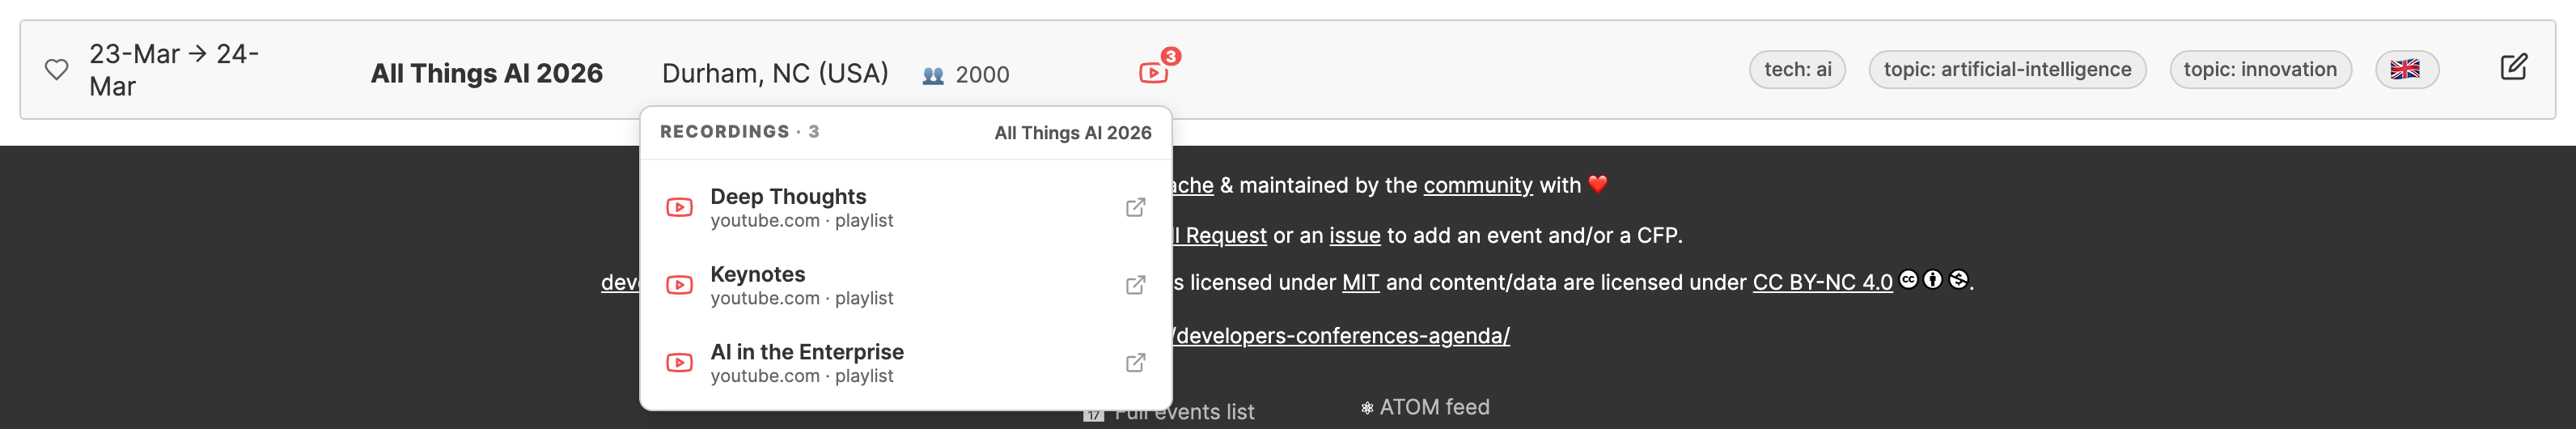 23-Mar → 24-
Mar
All Things AI 2026
Durham, NC (USA)
2000
3
tech: ai
topic: artificial-intelligence
topic: innovation
RECORDINGS · 3
All Things AI 2026
Deep Thoughts
youtube.com · playlist
Keynotes
youtube.com · playlist
AI in the Enterprise
youtube.com · playlist
ache & maintained by the community with ❤️
l Request or an issue to add an event and/or a CFP.
dev
s licensed under MIT and content/data are licensed under CC BY-NC 4.0 cc .
/developers-conferences-agenda/
17 Full events list
ATOM feed